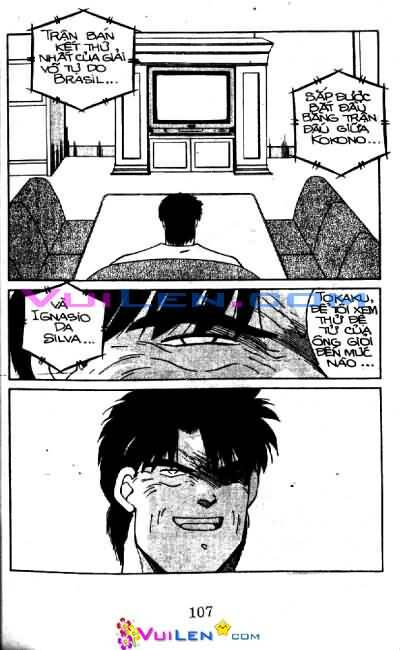 TRẬN BÁN
KẾT THỨ
NHẤT CỦA GIẢI
VÕ TỰ DO
BRASIL...
SẮP ĐƯỢC
BẮT ĐẦU
BẰNG TRẬN
ĐẤU GIỮA
KOKONO...
VUILEN.COM
VÀ
IGNASIO
DA
SILVA...
TOKAKU,
ĐỂ TÔI XEM
THỬ ĐỆ
TỬ CỦA
ÔNG GIỎI
ĐẾN MỨC
NÀO...
107
VUILEN.COM